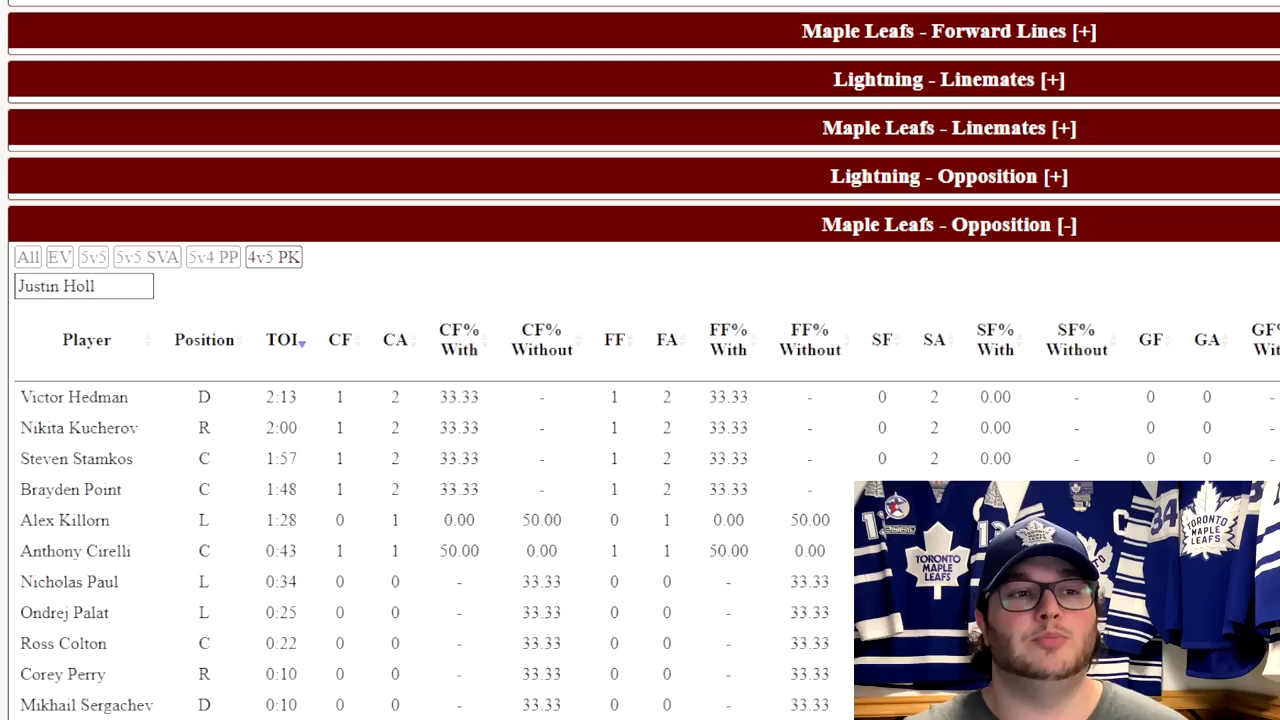 Maple Leafs - Forward Lines [+]
Lightning - Linemates [+]
Maple Leafs - Linemates [+]
Lightning - Opposition [+]
Maple Leafs - Opposition [-]
All EV 5v5 5v5 SVA 5v4 PP 4v5 PK
Justin Holl
Player Position TOI CF CA CF% With CF% Without FF FA FF% With FF% Without SF SA SF% With SF% Without GF GA
Victor Hedman D 2:13 1 2 33.33 - 1 2 33.33 - 0 2 0.00 - 0 0 -
Nikita Kucherov R 2:00 1 2 33.33 - 1 2 33.33 - 0 2 0.00 - 0 0 -
Steven Stamkos C 1:57 1 2 33.33 - 1 2 33.33 - 0 2 0.00 - 0 0 -
Brayden Point C 1:48 1 2 33.33 - 1 2 33.33 -
Alex Killorn L 1:28 0 1 0.00 50.00 0 1 0.00 50.00
Anthony Cirelli C 0:43 1 1 50.00 0.00 1 1 50.00 0.00
Nicholas Paul L 0:34 0 0 - 33.33 0 0 - 33.33
Ondrej Palat L 0:25 0 0 - 33.33 0 0 - 33.33
Ross Colton C 0:22 0 0 - 33.33 0 0 - 33.33
Corey Perry R 0:10 0 0 - 33.33 0 0 - 33.33
Mikhail Sergachev D 0:10 0 0 - 33.33 0 0 - 33.33
TORONTO
MAPLE
LEAFS
13
C
TORONTO
MAPLE
LEAFS